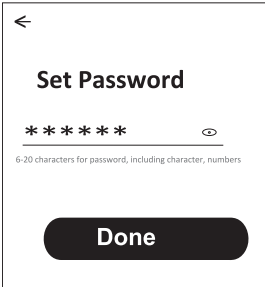 Set Password
******
6-20 characters for password, including character, numbers
Done